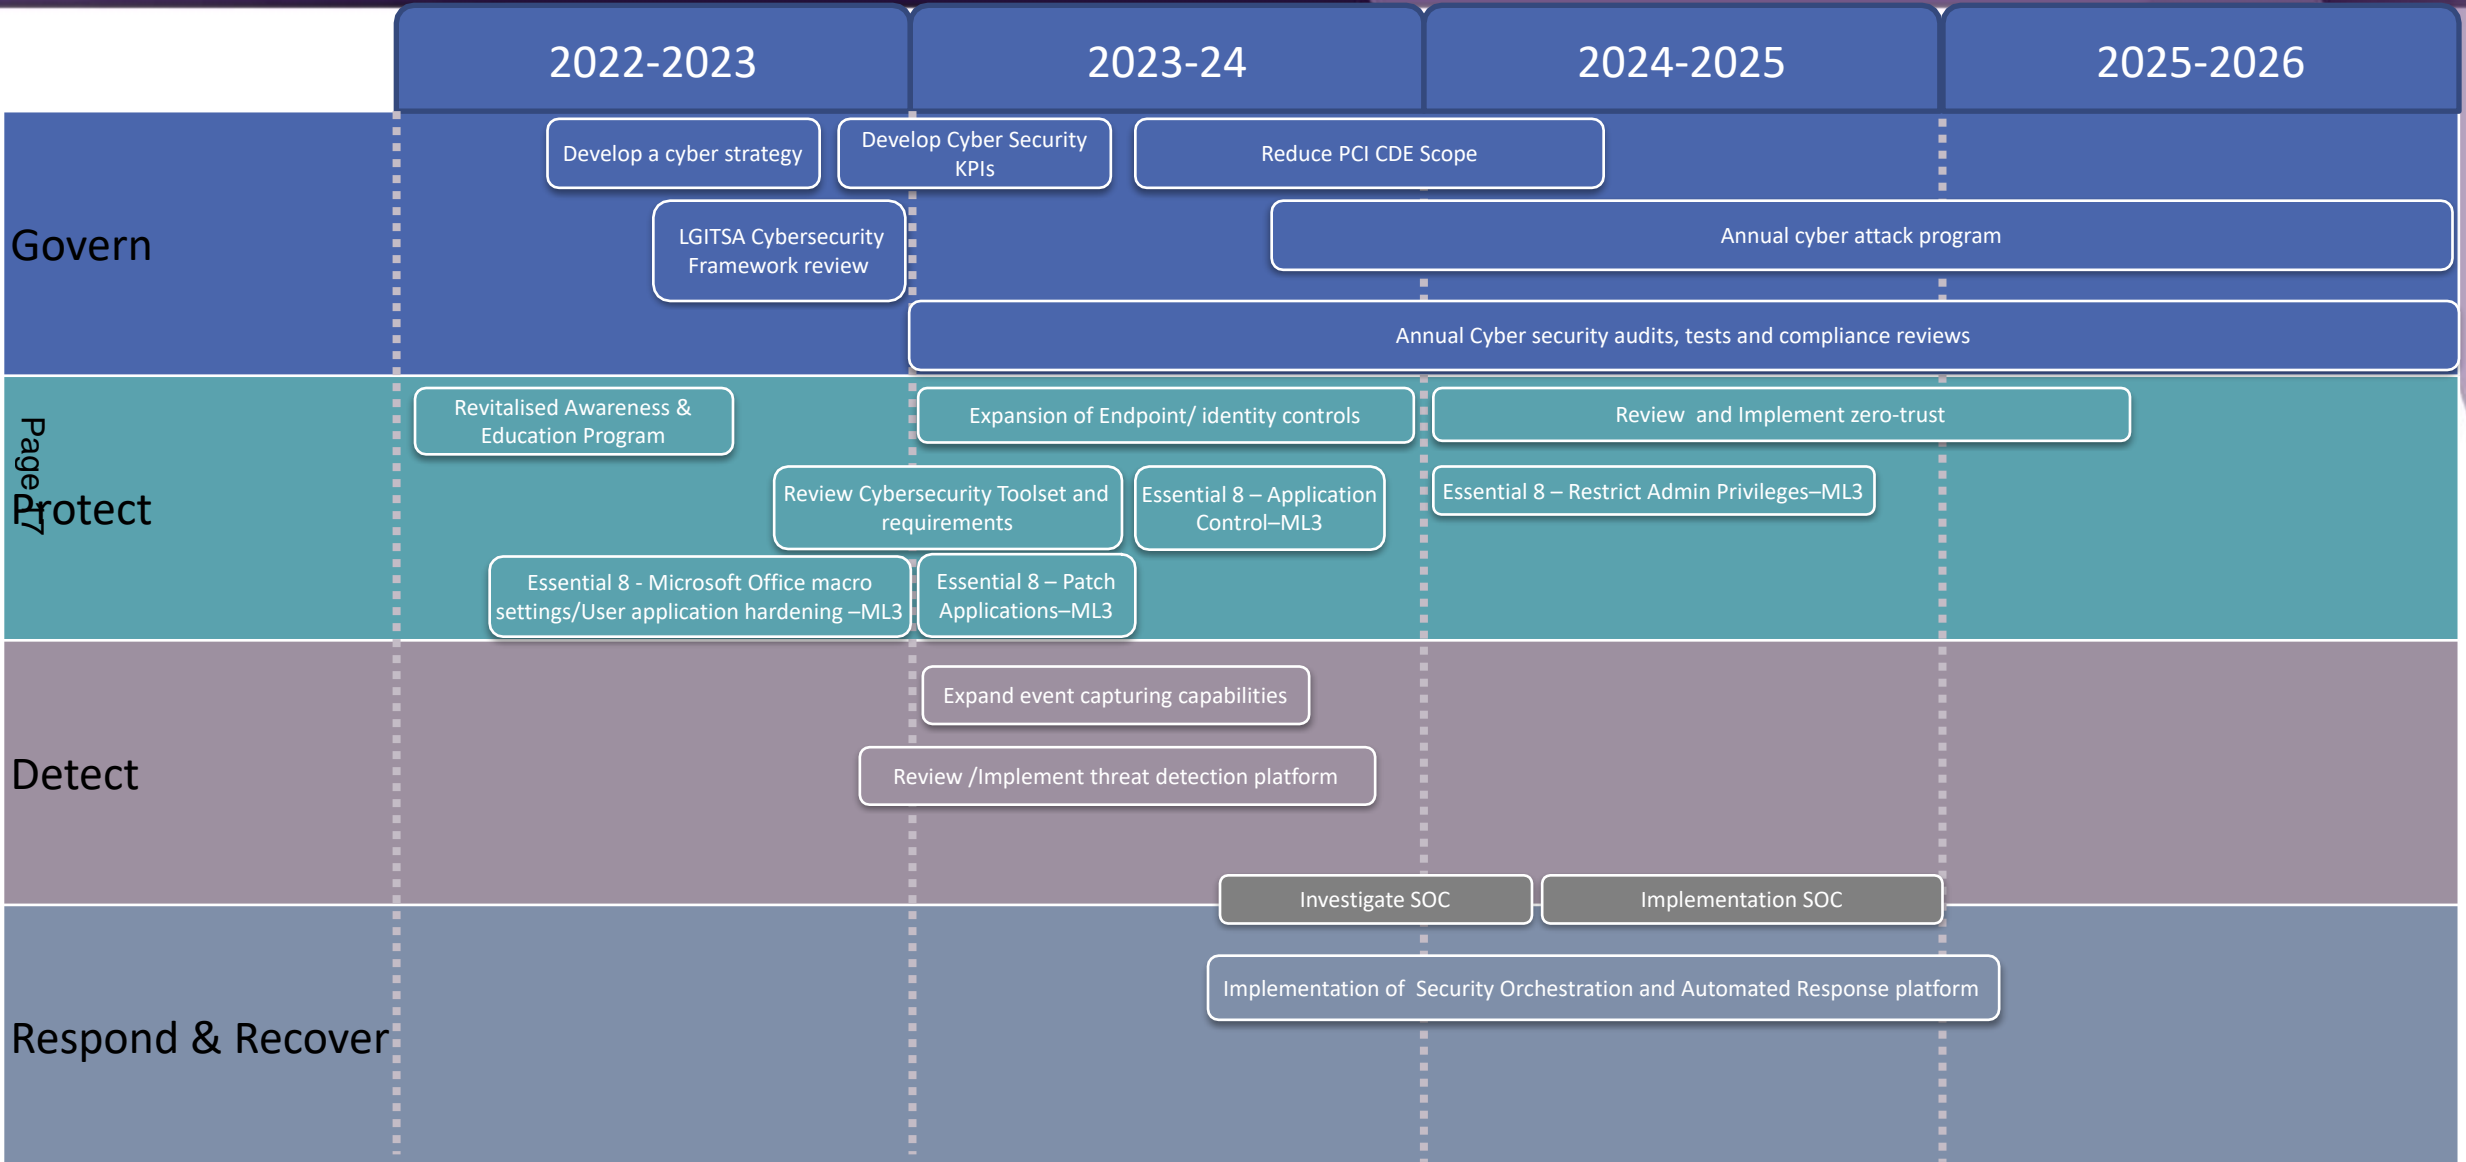 2022-2023
2023-24
2024-2025
2025-2026
Govern
Develop a cyber strategy
Develop Cyber Security
KPIs
Reduce PCI CDE Scope
LGITSA Cybersecurity
Framework review
Annual cyber attack program
Annual Cyber security audits, tests and compliance reviews
Page 17
Protect
Revitalised Awareness &
Education Program
Expansion of Endpoint/ identity controls
Review  and Implement zero-trust
Review Cybersecurity Toolset and
requirements
Essential 8 – Application
Control–ML3
Essential 8 – Restrict Admin Privileges–ML3
Essential 8 - Microsoft Office macro
settings/User application hardening –ML3
Essential 8 – Patch
Applications–ML3
Detect
Expand event capturing capabilities
Review /Implement threat detection platform
Investigate SOC
Implementation SOC
Respond & Recover
Implementation of  Security Orchestration and Automated Response platform